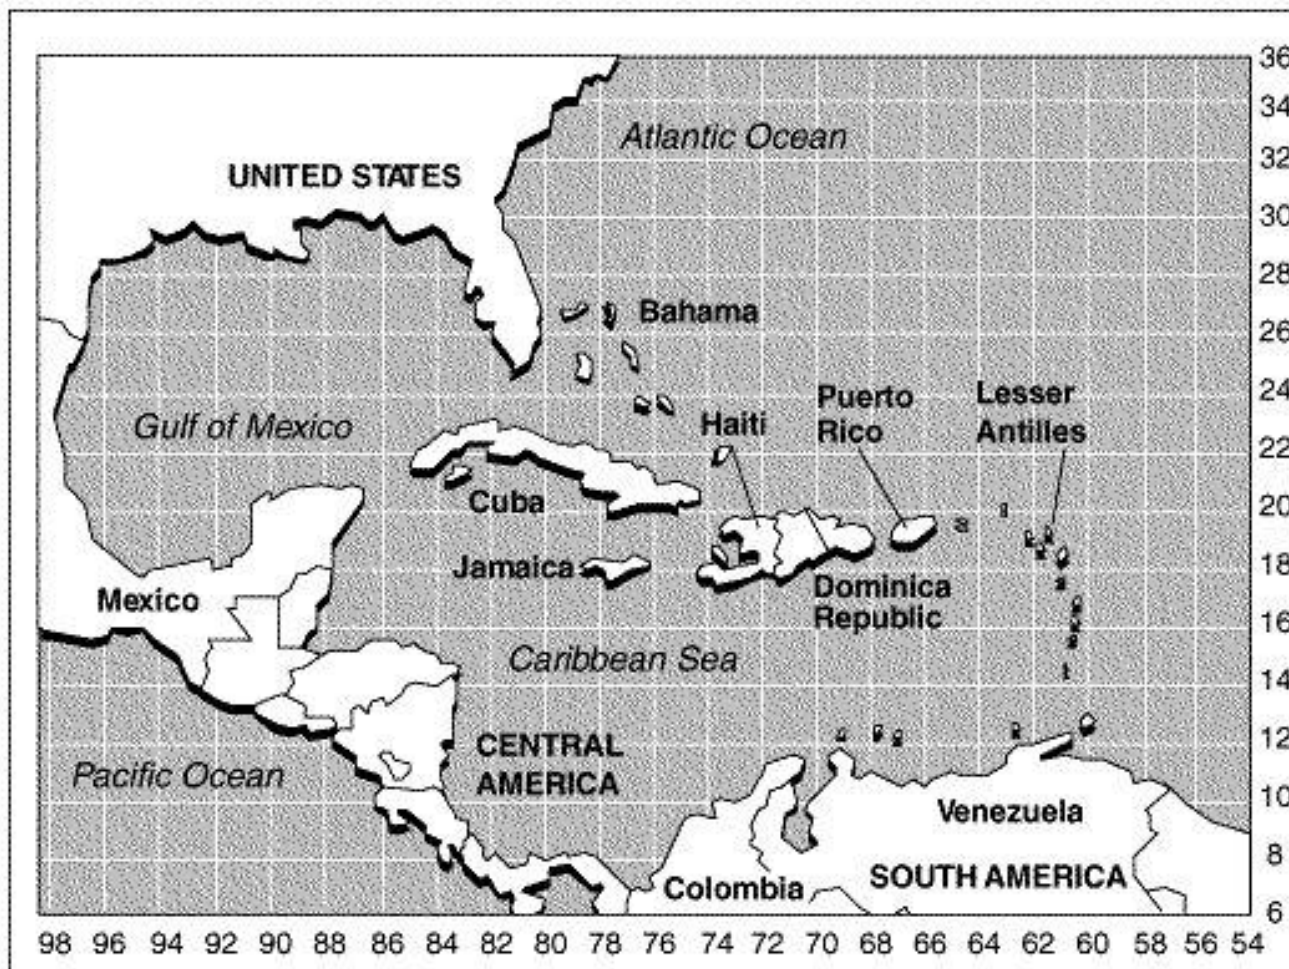 36
34
Atlantic Ocean
32
UNITED STATES
30
28
Bahama
26
24
Puerto
Rico
Lesser
Antilles
Haiti
Gulf of Mexico
22
Cuba
20
Jamaica
18
Dominica
Republic
Mexico
16
Caribbean Sea
14
CENTRAL
AMERICA
12
Pacific Ocean
10
Venezuela
8
Colombia
SOUTH AMERICA
6
98 96 94 92 90 88 86 84 82 80 78 76 74 72 70 68 66 64 62 60 58 56 54